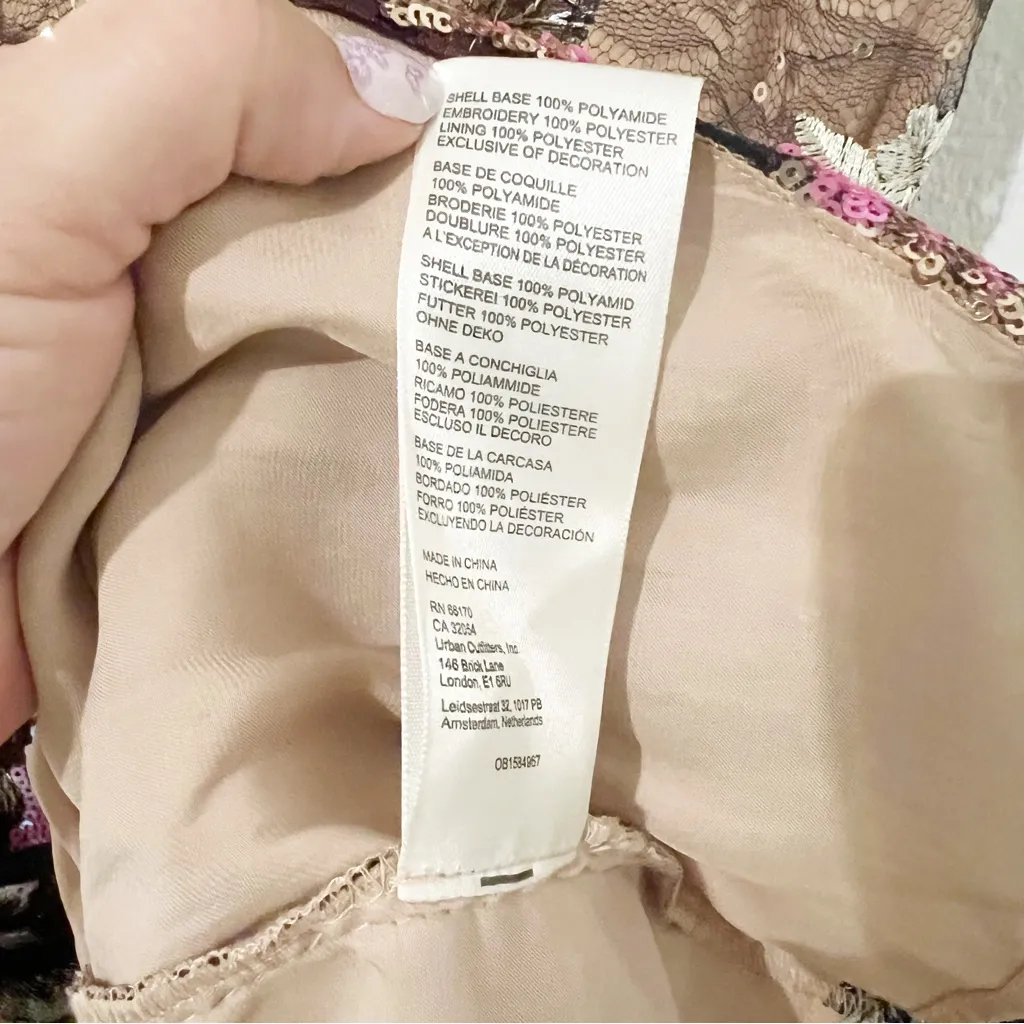 SHELL BASE 100% POLYAMIDE
EMBROIDERY 100% POLYESTER
LINING 100% POLYESTER
EXCLUSIVE OF DECORATION
BASE DE COQUILLE
100% POLYAMIDE
BRODERIE 100% POLYESTER
DOUBLURE 100% POLYESTER
A L'EXCEPTION DE LA DÉCORATION
SHELL BASE 100% POLYAMID
STICKEREI 100% POLYESTER
FUTTER 100% POLYESTER
OHNE DEKO
BASE A CONCHIGLIA
100% POLIAMMIDE
RICAMO 100% POLIESTERE
FODERA 100% POLIESTERE
ESCLUSO IL DECORO
BASE DE LA CARCASA
100% POLIAMIDA
BORDADO 100% POLIÉSTER
FORRO 100% POLIÉSTER
EXCLUYENDO LA DECORACIÓN
MADE IN CHINA
HECHO EN CHINA
RN 66170
CA 32054
Urban Outfitters, Inc.
146 Brick Lane
London, E1 6RU
Leidsestraat 32, 1017 PB
Amsterdam, Netherlands
OB1584967